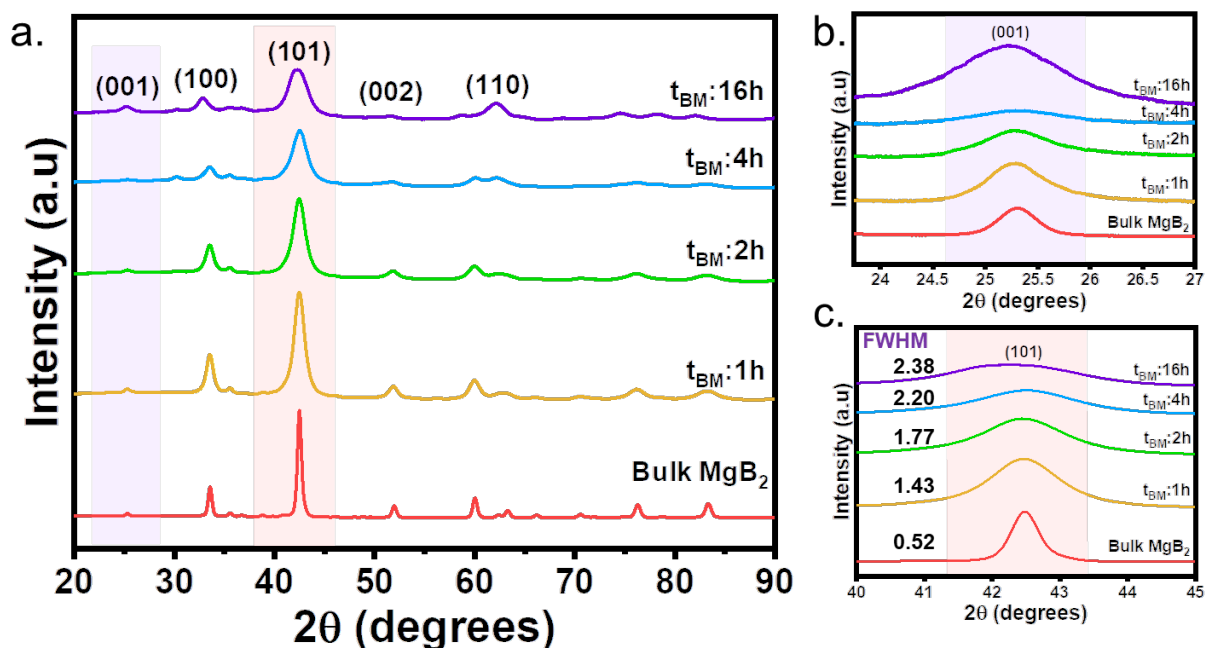 a.
(001)
(100)
(101)
(002)
(110)
t_BM:16h
t_BM:4h
t_BM:2h
t_BM:1h
Bulk MgB₂
Intensity (a.u)
20 30 40 50 60 70 80 90
2θ (degrees)
b.
(001)
t_BM:16h
t_BM:4h
t_BM:2h
t_BM:1h
Bulk MgB₂
Intensity (a.u
24 24.5 25 25.5 26 26.5 27
2θ (degrees)
c.
FWHM
(101)
2.38 t_BM:16h
2.20 t_BM:4h
1.77 t_BM:2h
1.43 t_BM:1h
0.52 Bulk MgB₂
Intensity (a.u
40 41 42 43 44 45
2θ (degrees)